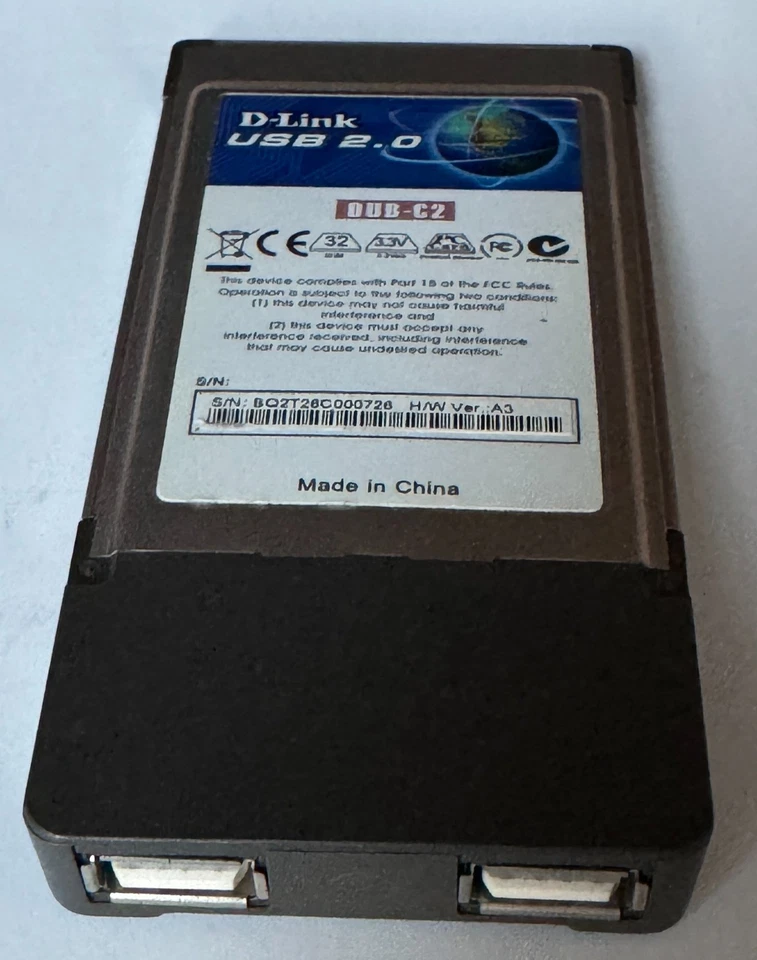 D-Link
USB 2.0
DUB-C2
CE 32 3.3V FC
This device complies with Part 15 of the FCC Rules.
Operation is subject to the following two conditions:
(1) this device may not cause harmful
interference and
(2) this device must accept any
interference received, including interference
that may cause undesired operation.
S/N:
S/N: BQ2T26C000726 H/W Ver.:A3
Made in China